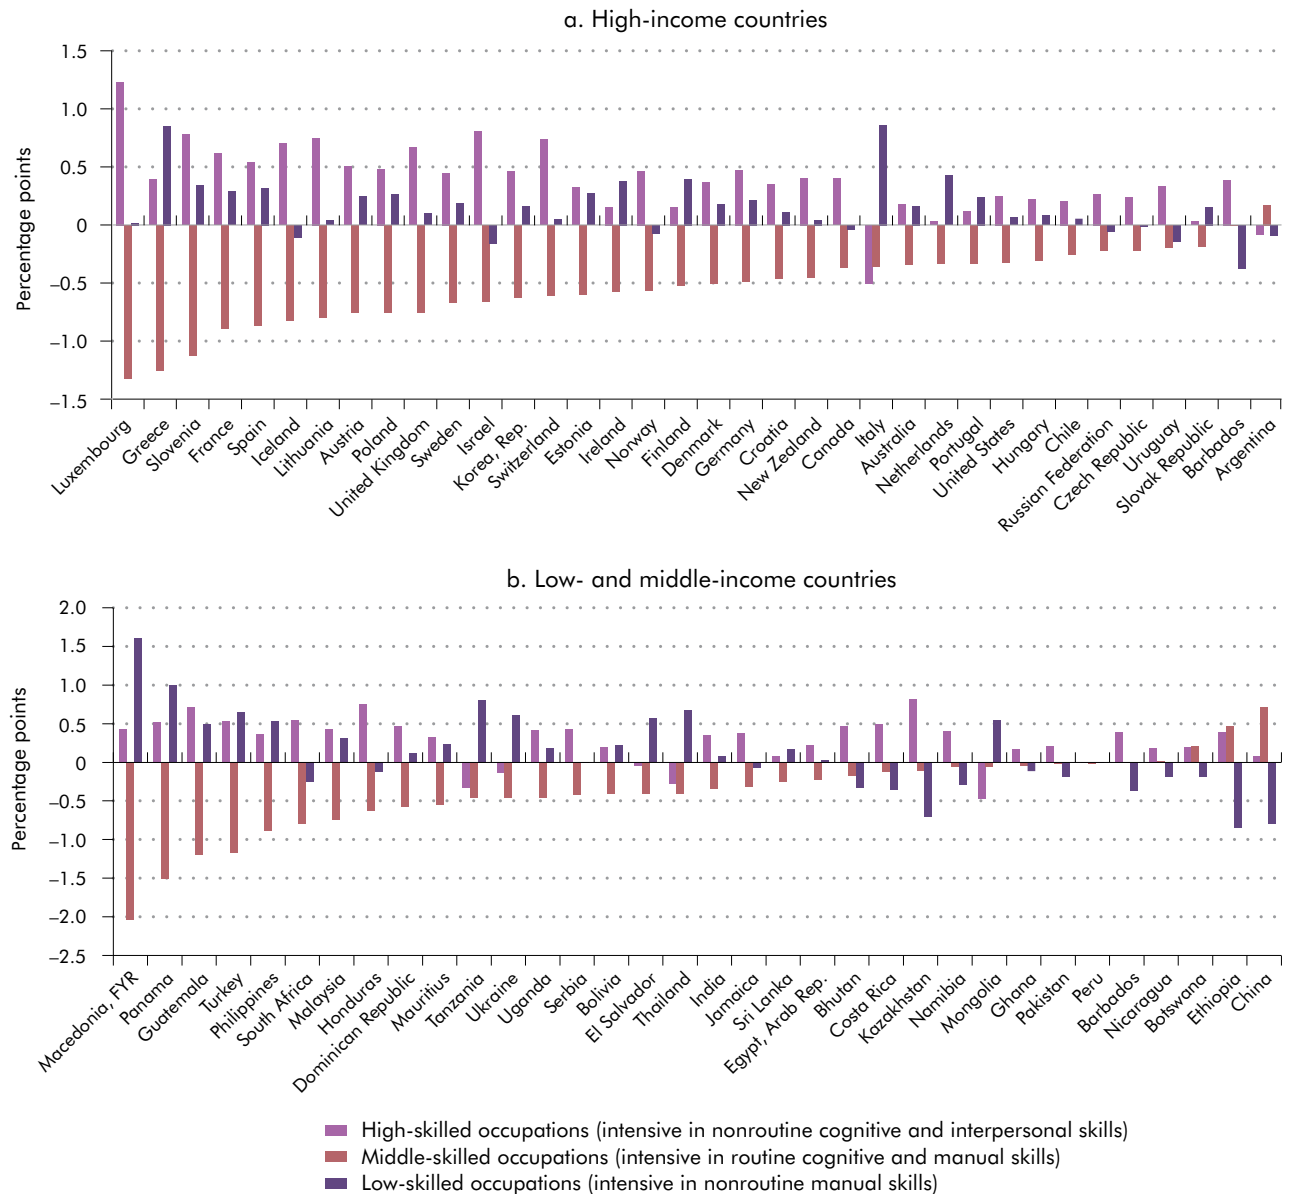 a. High-income countries
Percentage points
1.5
1.0
0.5
0
–0.5
–1.0
–1.5
Luxembourg
Greece
Slovenia
France
Spain
Iceland
Lithuania
Austria
Poland
United Kingdom
Sweden
Israel
Korea, Rep.
Switzerland
Estonia
Ireland
Norway
Finland
Denmark
Germany
Croatia
New Zealand
Canada
Italy
Australia
Netherlands
Portugal
United States
Hungary
Chile
Russian Federation
Czech Republic
Uruguay
Slovak Republic
Barbados
Argentina
b. Low- and middle-income countries
Percentage points
2.0
1.5
1.0
0.5
0
–0.5
–1.0
–1.5
–2.0
–2.5
Macedonia, FYR
Panama
Guatemala
Turkey
Philippines
South Africa
Malaysia
Honduras
Dominican Republic
Mauritius
Tanzania
Ukraine
Uganda
Serbia
Bolivia
El Salvador
Thailand
India
Jamaica
Sri Lanka
Egypt, Arab Rep.
Bhutan
Costa Rica
Kazakhstan
Namibia
Mongolia
Ghana
Pakistan
Peru
Barbados
Nicaragua
Botswana
Ethiopia
China
High-skilled occupations (intensive in nonroutine cognitive and interpersonal skills)
Middle-skilled occupations (intensive in routine cognitive and manual skills)
Low-skilled occupations (intensive in nonroutine manual skills)